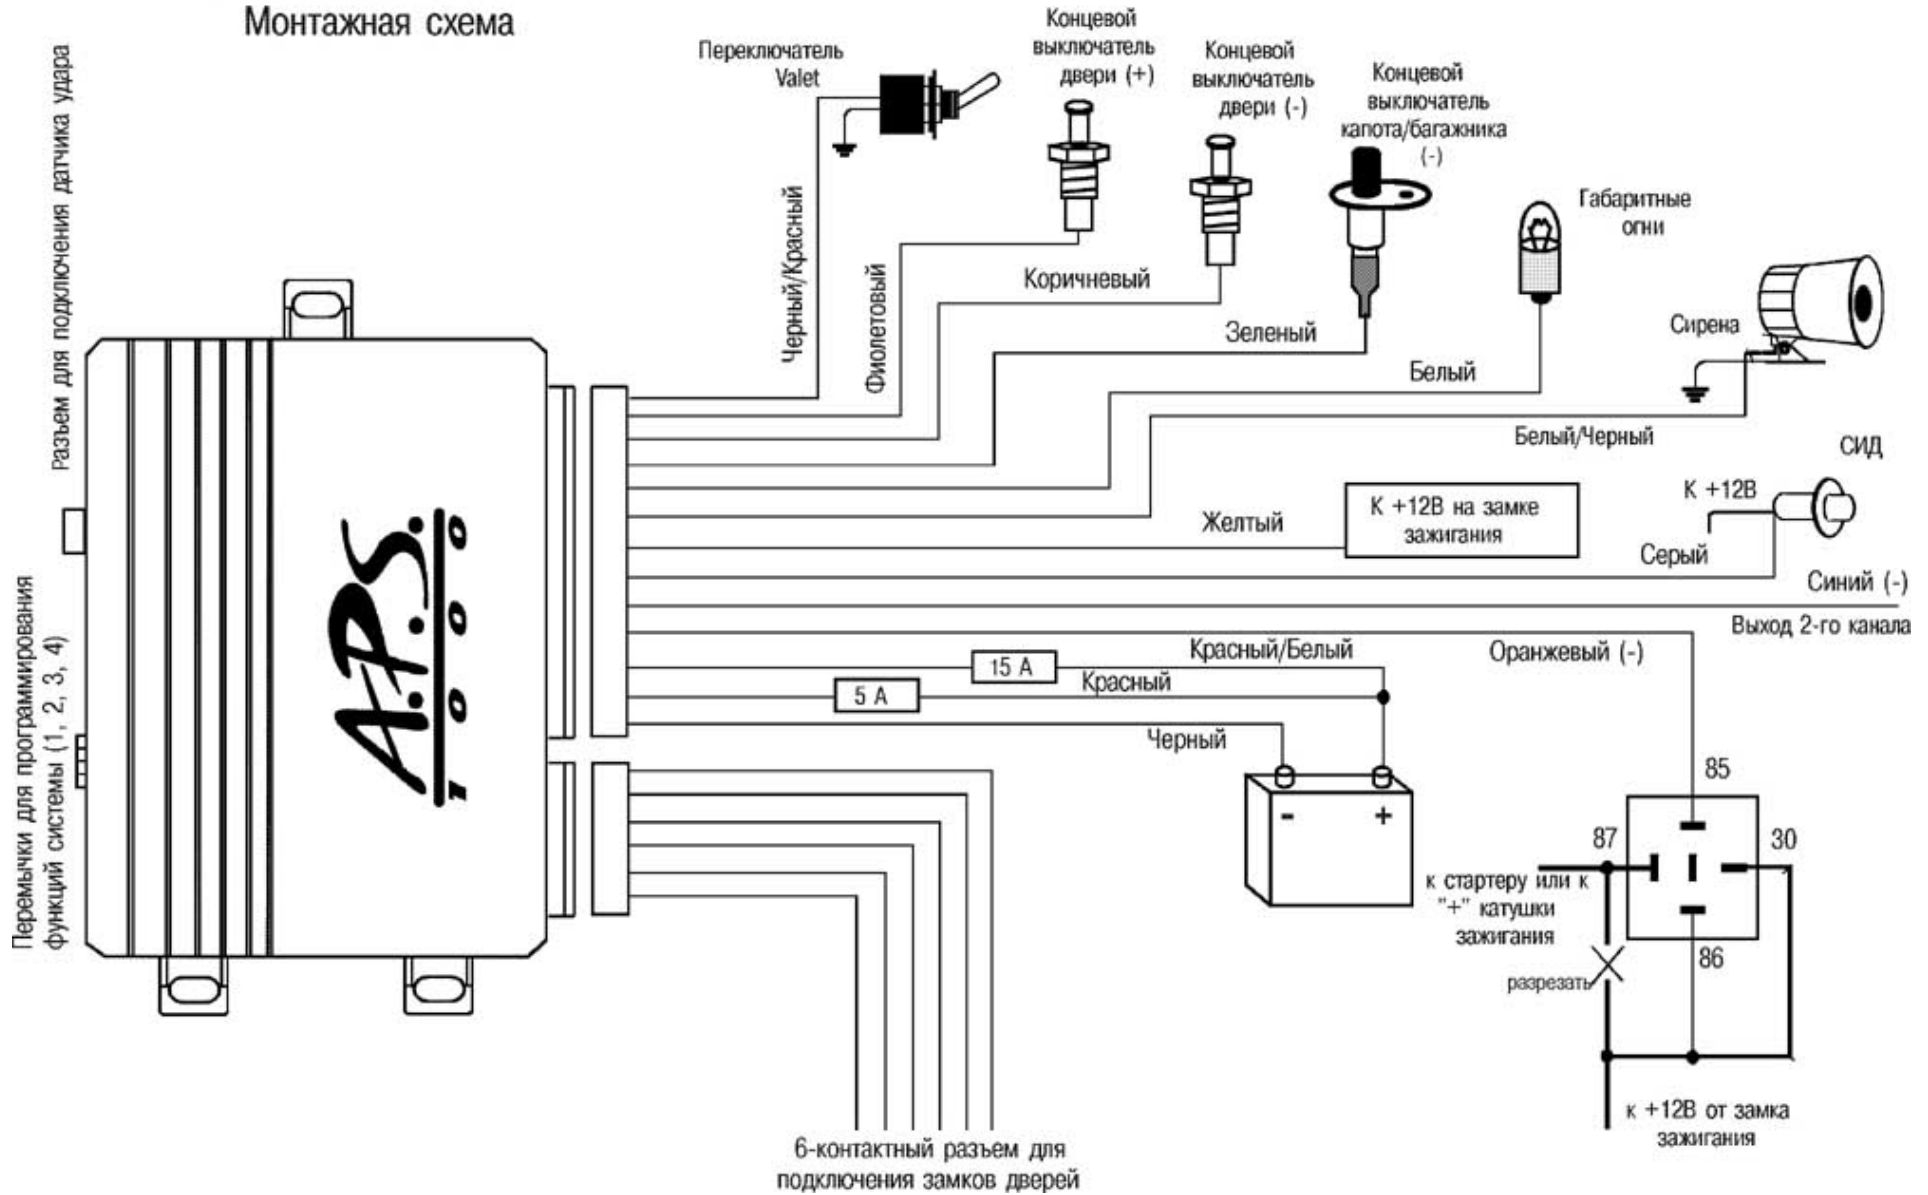 Монтажная схема
Разъем для подключения датчика удара
Перемычки для программирования
функций системы (1, 2, 3, 4)
A.P.S.
1000
Переключатель
Valet
Концевой
выключатель
двери (+)
Концевой
выключатель
двери (-)
Концевой
выключатель
капота/багажника
(-)
Габаритные
огни
Сирена
Черный/Красный
Фиолетовый
Коричневый
Зеленый
Белый
Белый/Черный
СИД
К +12В
Желтый
К +12В на замке
зажигания
Серый
Синий (-)
Выход 2-го канала
Оранжевый (-)
Красный/Белый
15 А
Красный
5 А
Черный
- +
85
87
30
86
к стартеру или к
"+" катушки
зажигания
разрезать
к +12В от замка
зажигания
6-контактный разъем для
подключения замков дверей